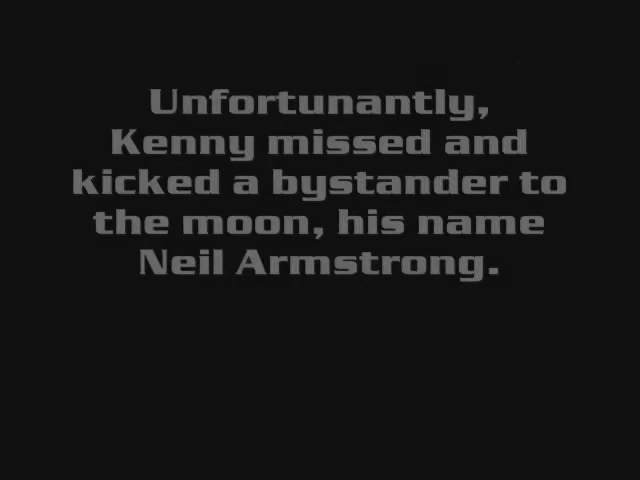 Unfortunantly,
Kenny missed and
kicked a bystander to
the moon, his name
Neil Armstrong.